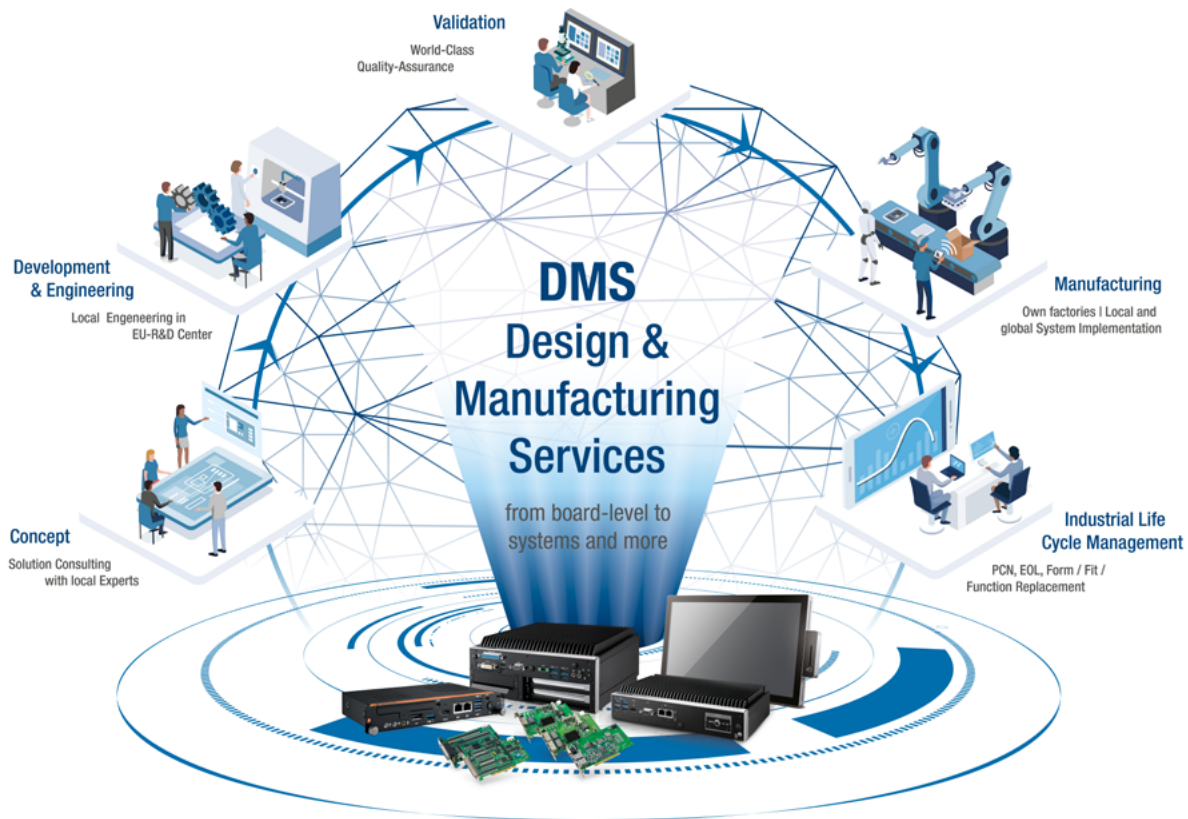 Validation
World-Class
Quality-Assurance
Development
& Engineering
Local Engeneering in
EU-R&D Center
Manufacturing
Own factories | Local and
global System Implementation
DMS
Design &
Manufacturing
Services
from board-level to
systems and more
Concept
Solution Consulting
with local Experts
Industrial Life
Cycle Management
PCN, EOL, Form / Fit /
Function Replacement